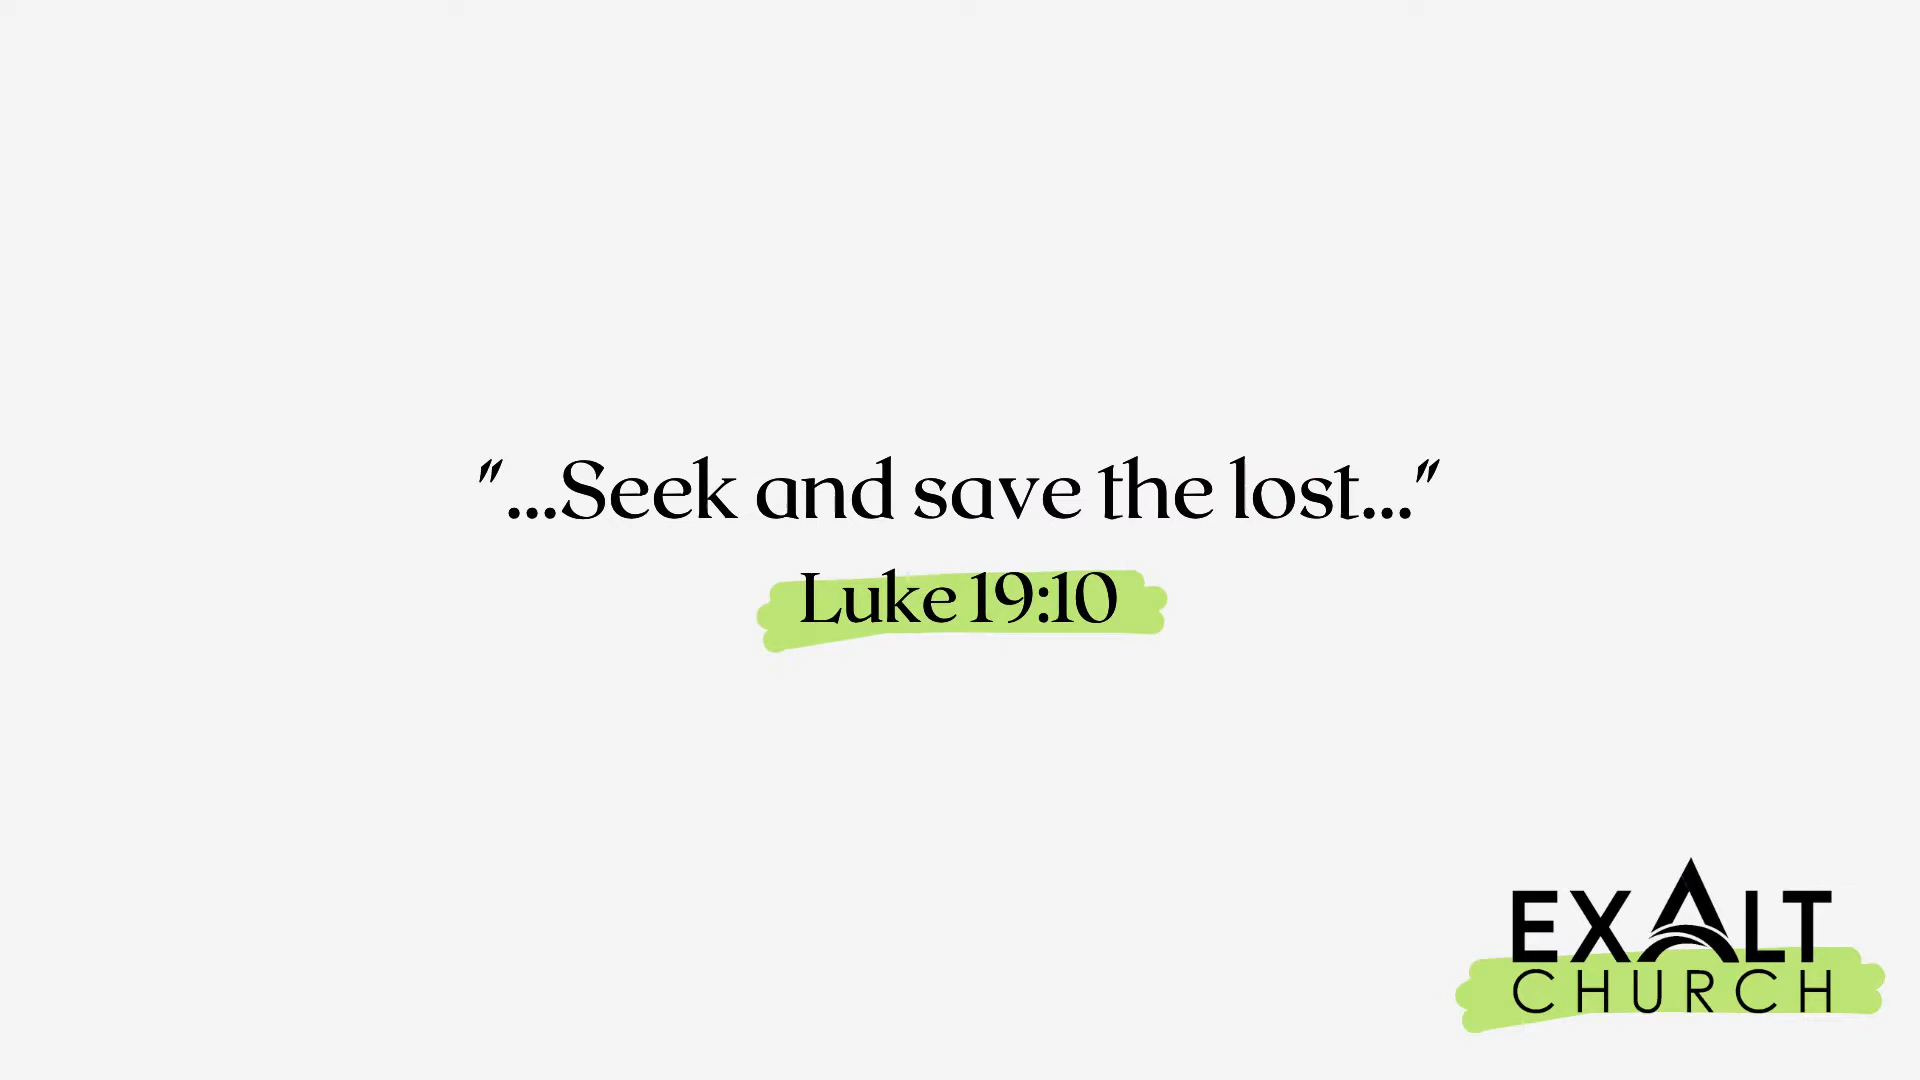 "...Seek and save the lost..."
Luke 19:10
EXALT
CHURCH